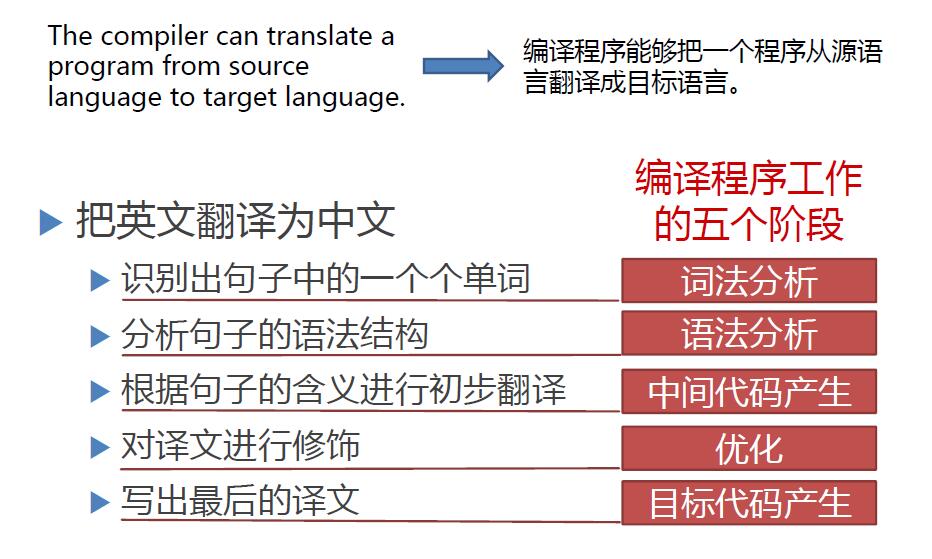 The compiler can translate a
program from source
language to target language.
编译程序能够把一个程序从源语
言翻译成目标语言。
编译程序工作
的五个阶段
把英文翻译为中文
识别出句子中的一个个单词
词法分析
分析句子的语法结构
语法分析
根据句子的含义进行初步翻译
中间代码产生
对译文进行修饰
优化
写出最后的译文
目标代码产生